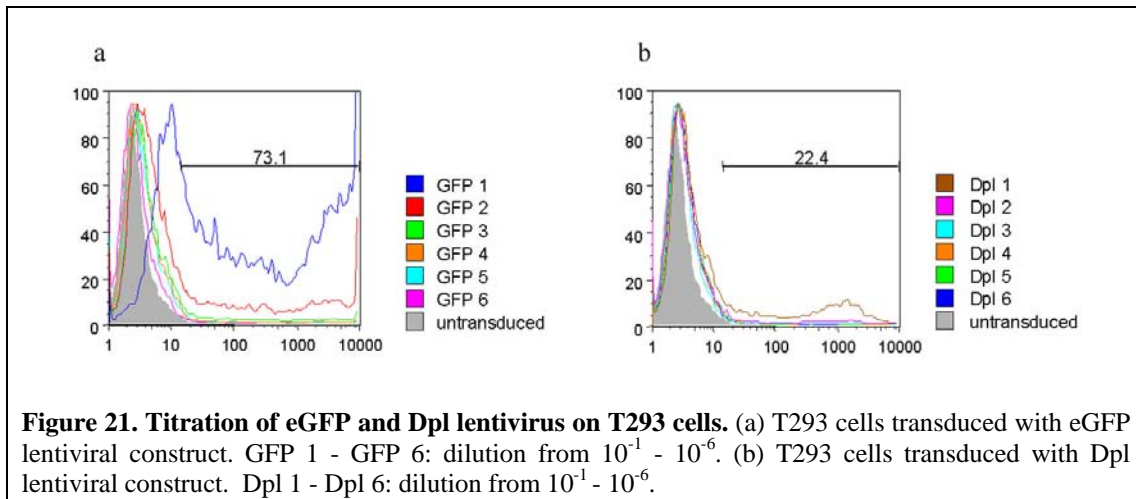 a
100
80
60
40
20
0
73.1
1 10 100 1000 10000
GFP 1
GFP 2
GFP 3
GFP 4
GFP 5
GFP 6
untransduced
b
100
80
60
40
20
0
22.4
1 10 100 1000 10000
Dpl 1
Dpl 2
Dpl 3
Dpl 4
Dpl 5
Dpl 6
untransduced
Figure 21. Titration of eGFP and Dpl lentivirus on T293 cells. (a) T293 cells transduced with eGFP
lentiviral construct. GFP 1 - GFP 6: dilution from 10⁻¹ - 10⁻⁶. (b) T293 cells transduced with Dpl
lentiviral construct. Dpl 1 - Dpl 6: dilution from 10⁻¹ - 10⁻⁶.